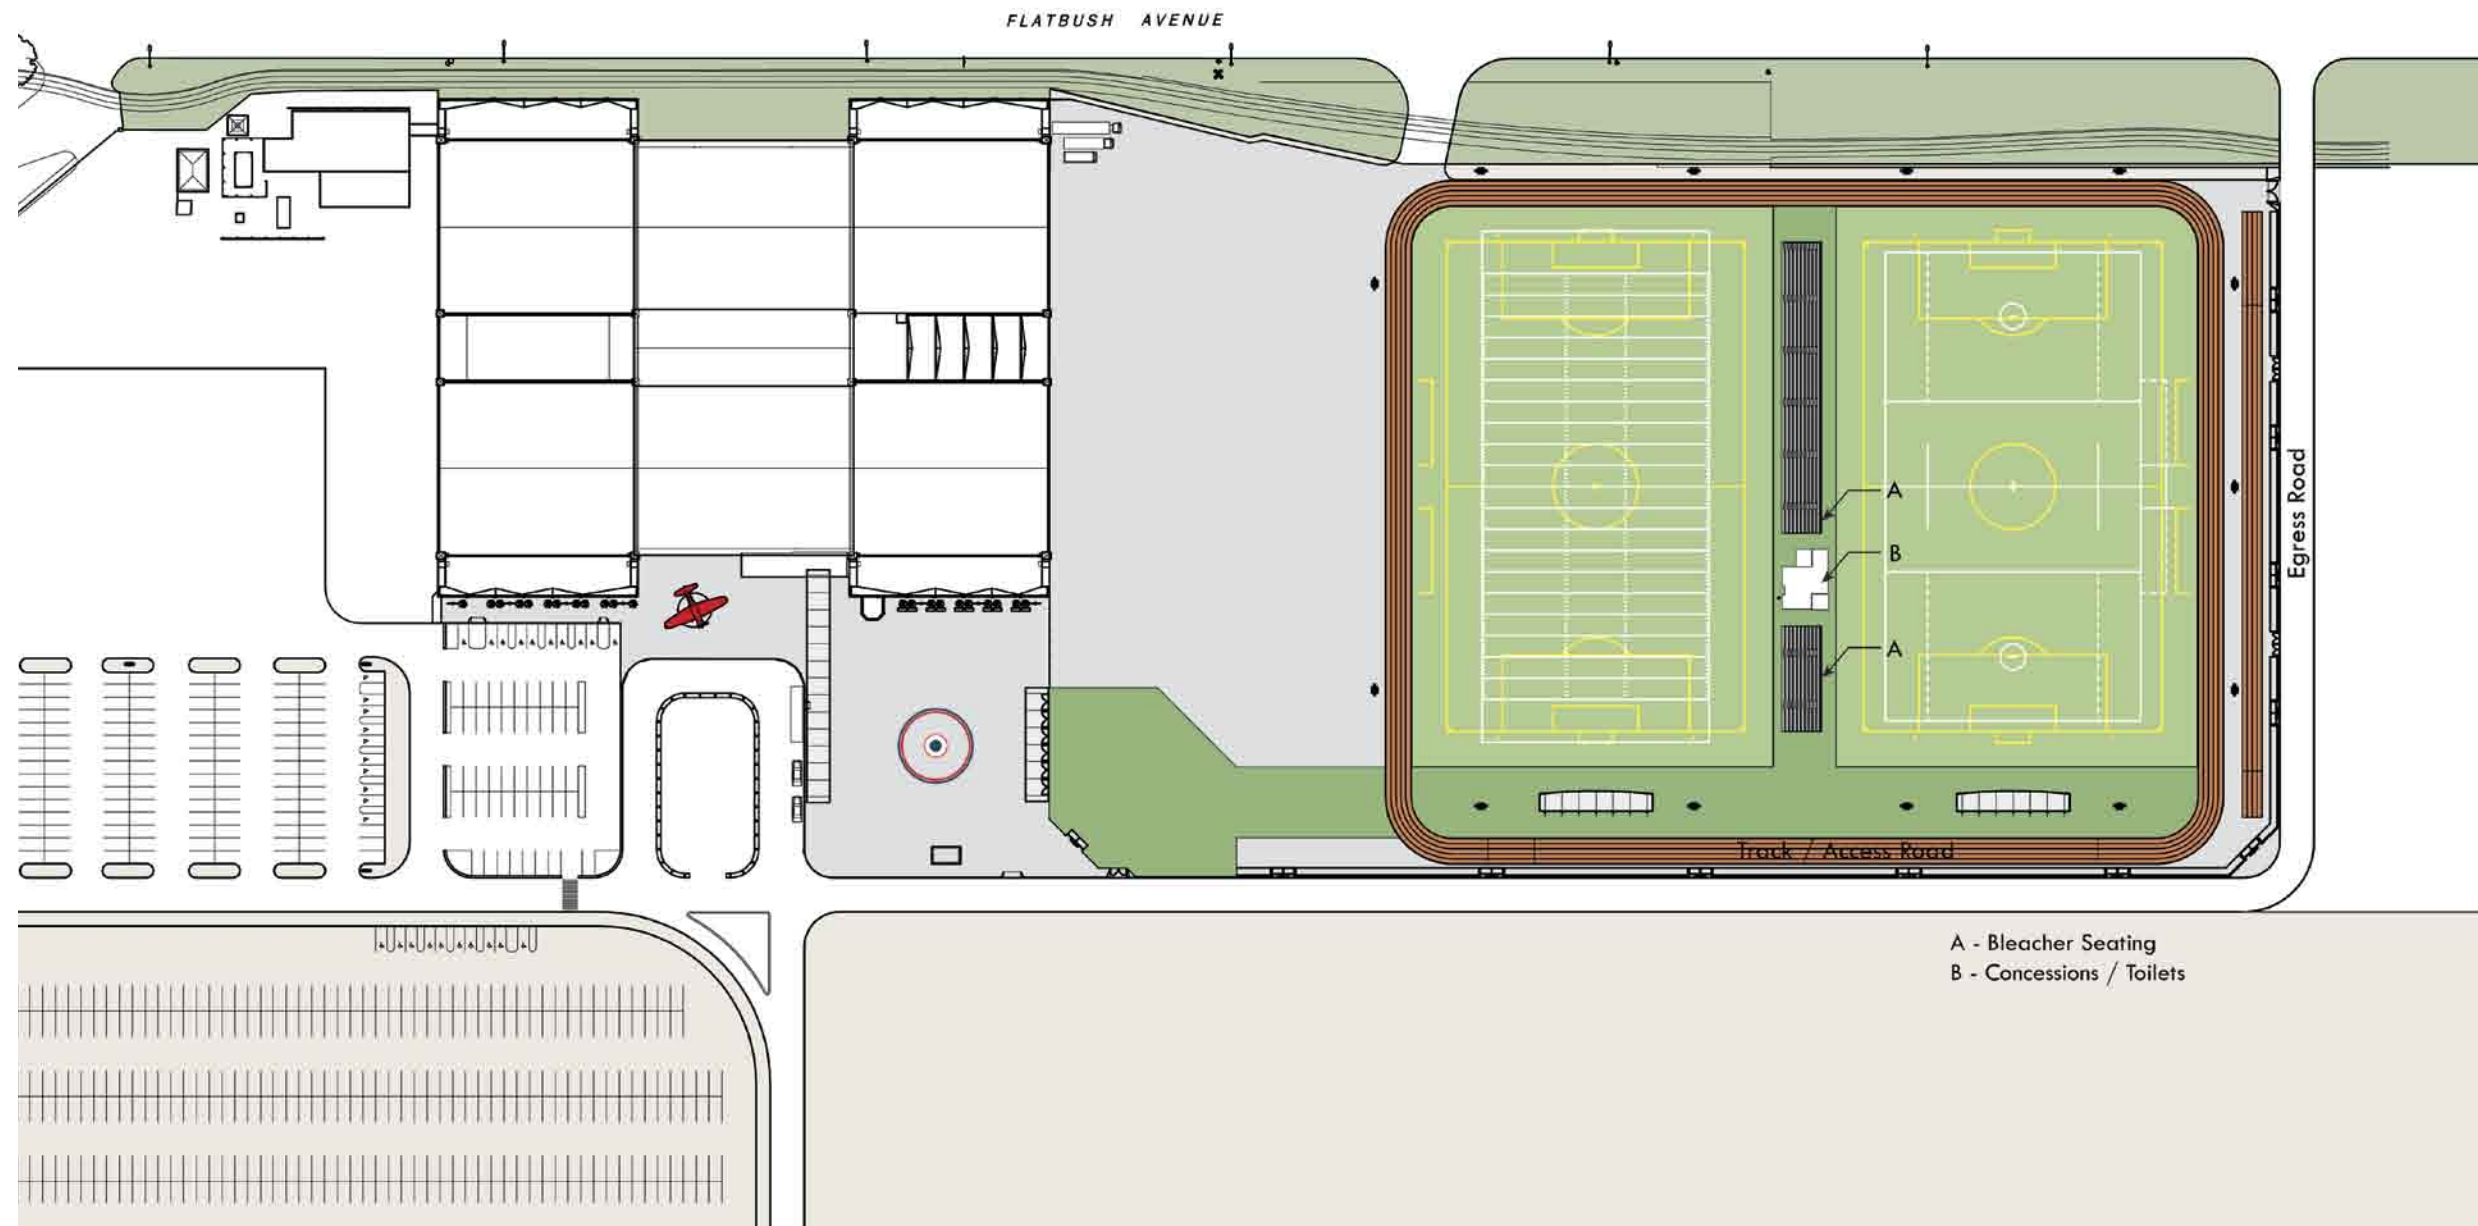 FLATBUSH AVENUE
A
B
A
Egress Road
Track / Access Road
A - Bleacher Seating
B - Concessions / Toilets